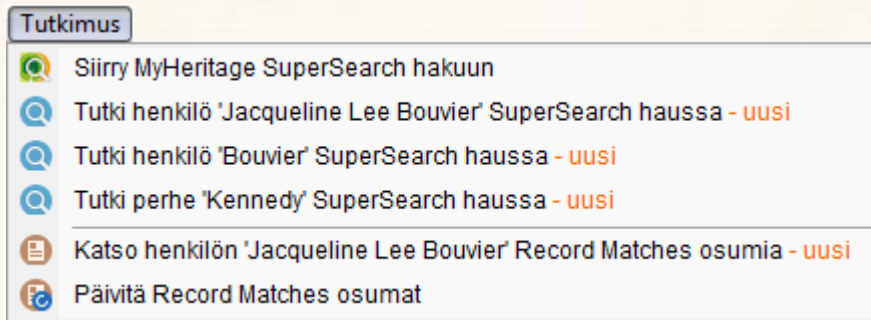 Tutkimus
Siirry MyHeritage SuperSearch hakuun
Tutki henkilö 'Jacqueline Lee Bouvier' SuperSearch haussa - uusi
Tutki henkilö 'Bouvier' SuperSearch haussa - uusi
Tutki perhe 'Kennedy' SuperSearch haussa - uusi
Katso henkilön 'Jacqueline Lee Bouvier' Record Matches osumia - uusi
Päivitä Record Matches osumat